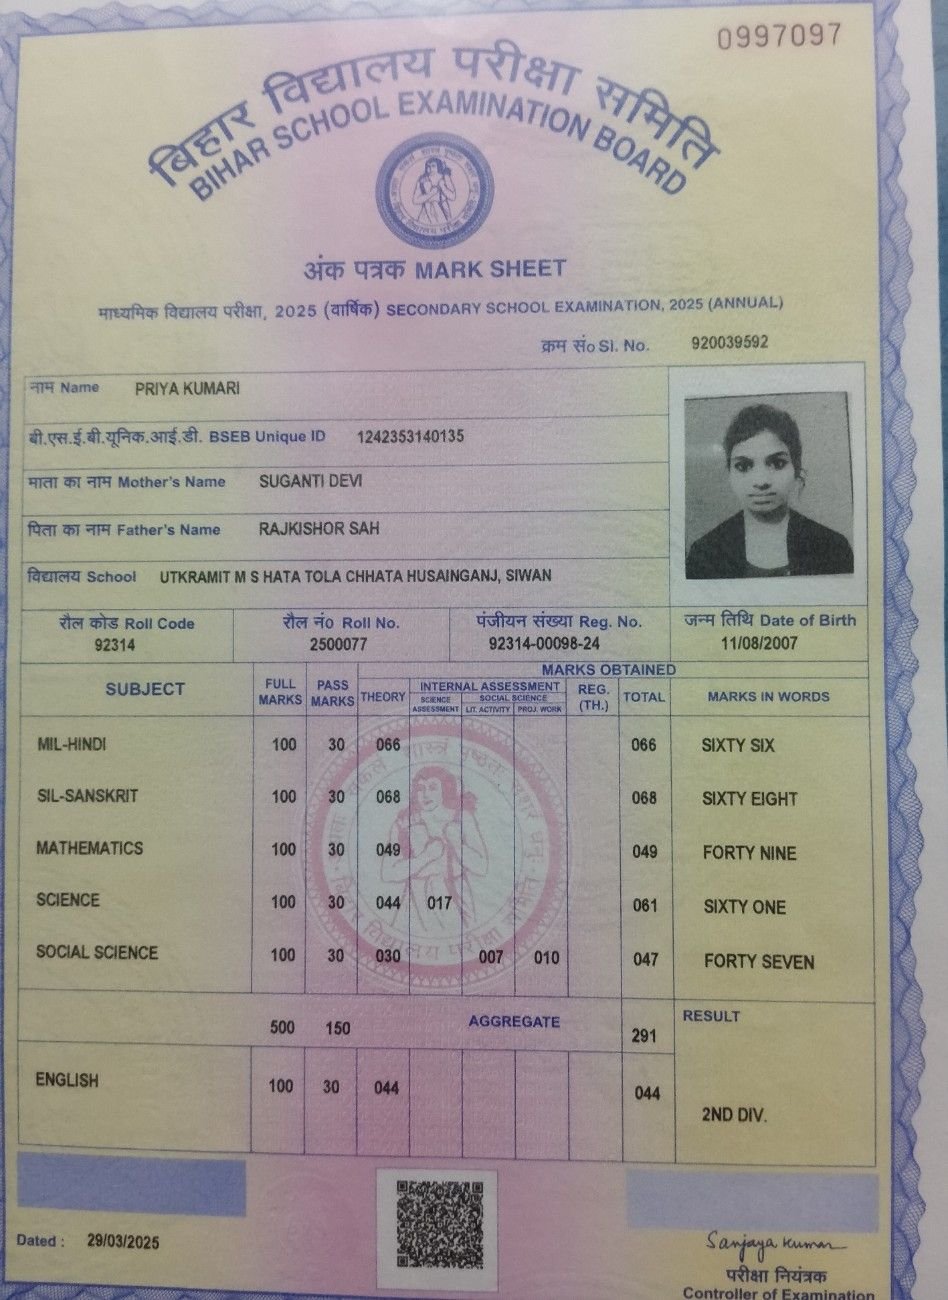 0997097
बिहार विद्यालय परीक्षा समिति
BIHAR SCHOOL EXAMINATION BOARD
अंक पत्रक MARK SHEET
माध्यमिक विद्यालय परीक्षा, 2025 (वार्षिक) SECONDARY SCHOOL EXAMINATION, 2025 (ANNUAL)
क्रम सं० Sl. No. 920039592
नाम Name PRIYA KUMARI
बी.एस.ई.बी.यूनिक.आई.डी. BSEB Unique ID 1242353140135
माता का नाम Mother's Name SUGANTI DEVI
पिता का नाम Father's Name RAJKISHOR SAH
विद्यालय School UTKRAMIT M S HATA TOLA CHHATA HUSAINGANJ, SIWAN
रौल कोड Roll Code रौल नं० Roll No. पंजीयन संख्या Reg. No. जन्म तिथि Date of Birth
92314 2500077 92314-00098-24 11/08/2007
MARKS OBTAINED
SUBJECT FULL MARKS PASS MARKS THEORY INTERNAL ASSESSMENT REG. (TH.) TOTAL MARKS IN WORDS
SCIENCE ASSESSMENT SOCIAL SCIENCE LIT. ACTIVITY PROJ. WORK
MIL-HINDI 100 30 066 066 SIXTY SIX
SIL-SANSKRIT 100 30 068 068 SIXTY EIGHT
MATHEMATICS 100 30 049 049 FORTY NINE
SCIENCE 100 30 044 017 061 SIXTY ONE
SOCIAL SCIENCE 100 30 030 007 010 047 FORTY SEVEN
500 150 AGGREGATE 291 RESULT
ENGLISH 100 30 044 044
2ND DIV.
Dated : 29/03/2025
Sanjaya Kumar
परीक्षा नियंत्रक
Controller of Examination